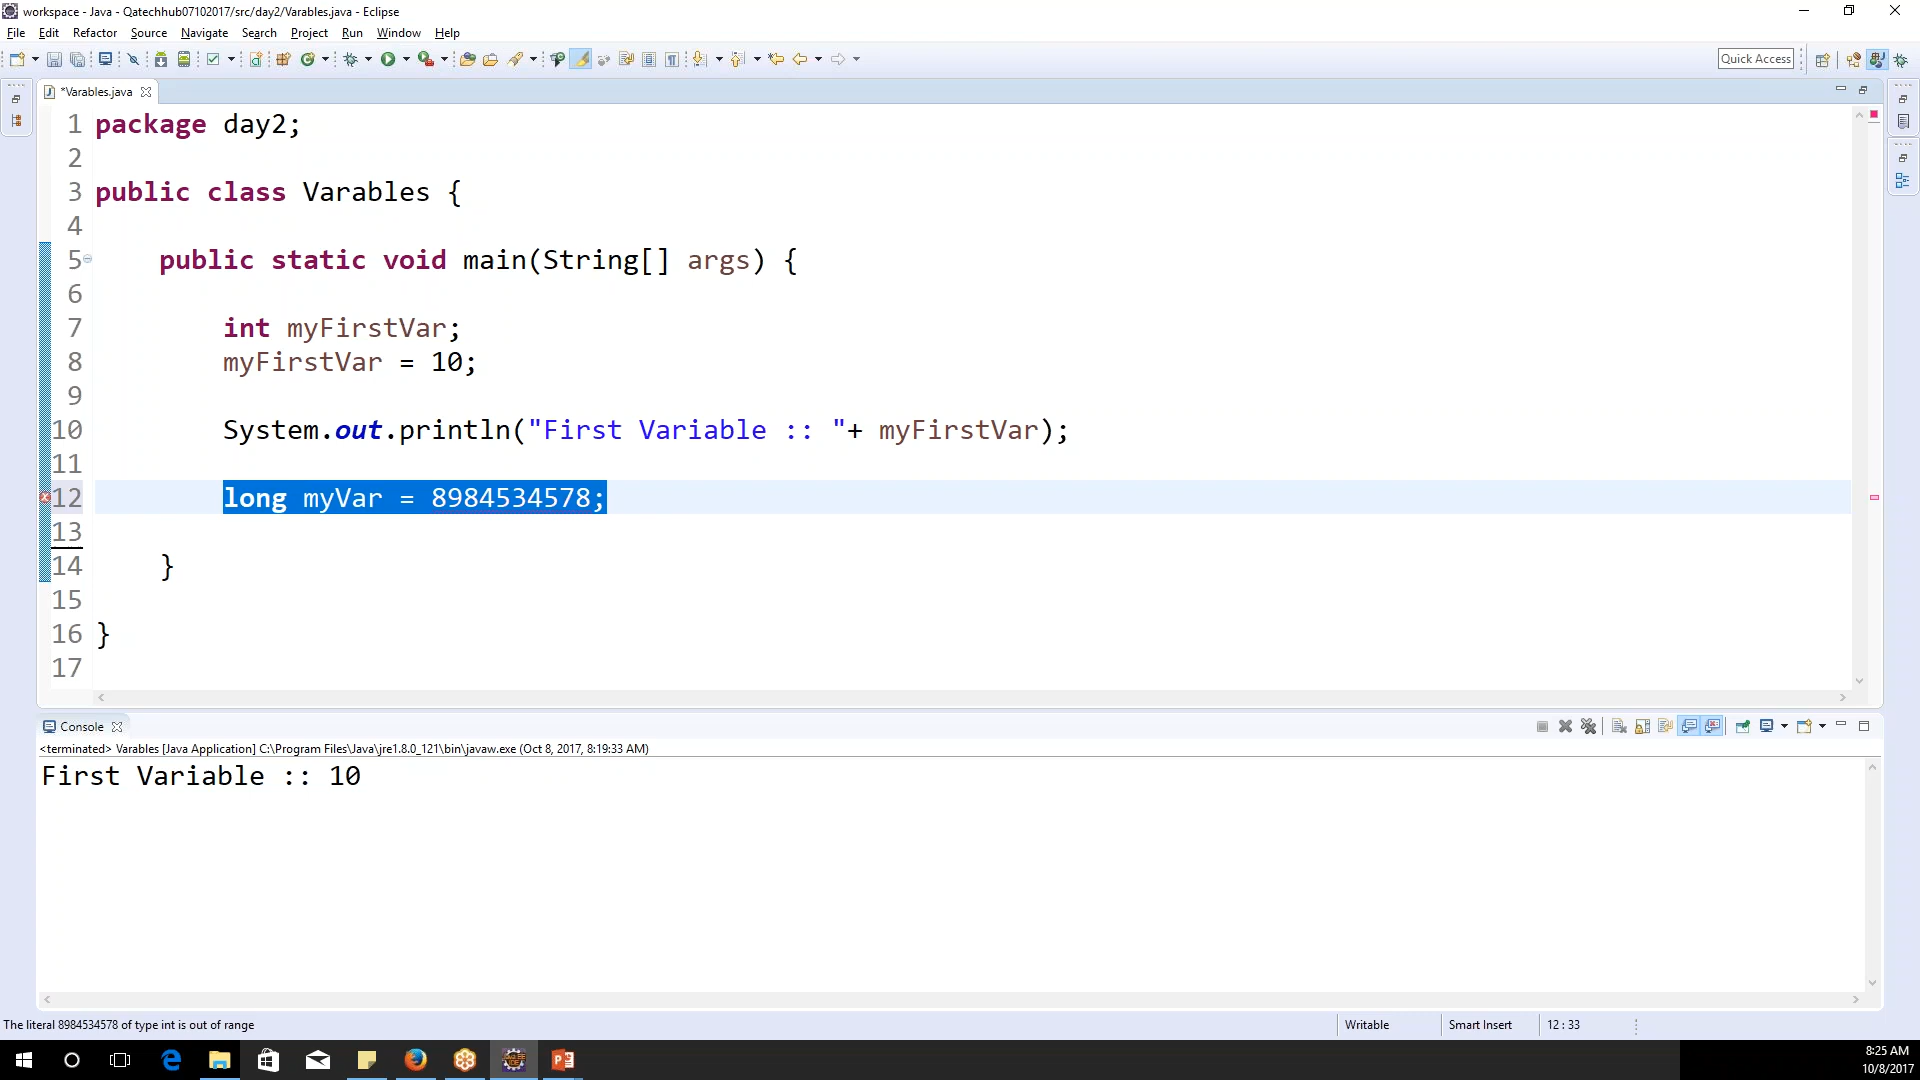 workspace - Java - Qatechhub07102017/src/day2/Varables.java - Eclipse
File Edit Refactor Source Navigate Search Project Run Window Help
Quick Access
*Varables.java
1 package day2;
2
3 public class Varables {
4
5 public static void main(String[] args) {
6
7 int myFirstVar;
8 myFirstVar = 10;
9
10 System.out.println("First Variable :: "+ myFirstVar);
11
12 long myVar = 8984534578;
13
14 }
15
16 }
17
Console
<terminated> Varables [Java Application] C:\Program Files\Java\jre1.8.0_121\bin\javaw.exe (Oct 8, 2017, 8:19:33 AM)
First Variable :: 10
The literal 8984534578 of type int is out of range
Writable Smart Insert 12 : 33
8:25 AM
10/8/2017